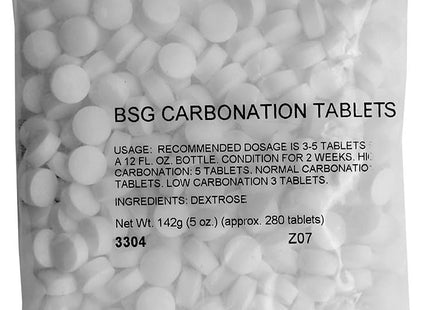 BSG CARBONATION TABLETS
USAGE: RECOMMENDED DOSAGE IS 3-5 TABLETS
A 12 FL. OZ. BOTTLE. CONDITION FOR 2 WEEKS.
CARBONATION: 5 TABLETS. NORMAL
TABLETS. LOW CARBONATION 3 TABLETS.
INGREDIENTS: DEXTROSE
Net Wt. 142g (5 oz.) (approx. 280 tablets)
3304 Z07